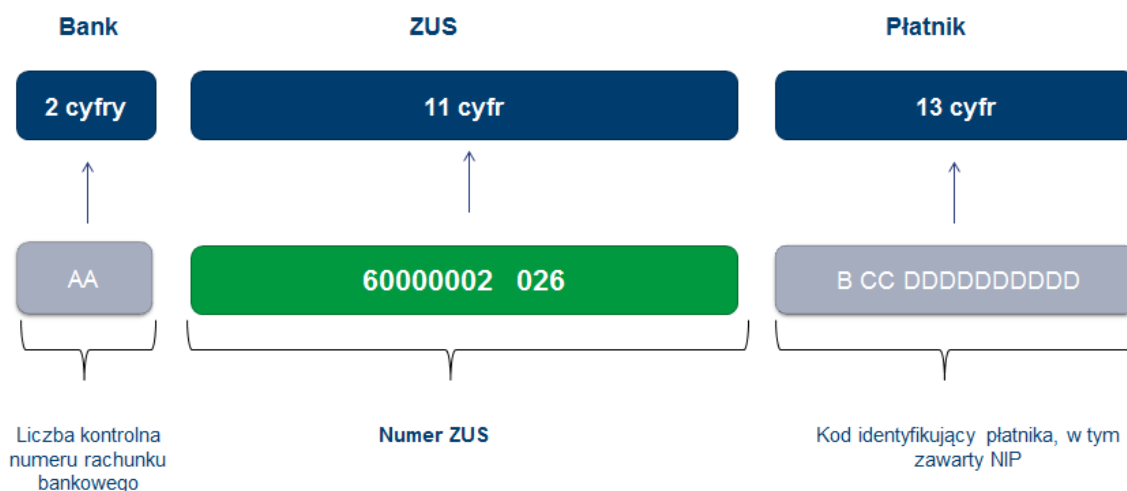 Bank
ZUS
Płatnik
2 cyfry
11 cyfr
13 cyfr
AA
60000002 026
B CC DDDDDDDDDD
Liczba kontrolna
numeru rachunku
bankowego
Numer ZUS
Kod identyfikujący płatnika, w tym
zawarty NIP